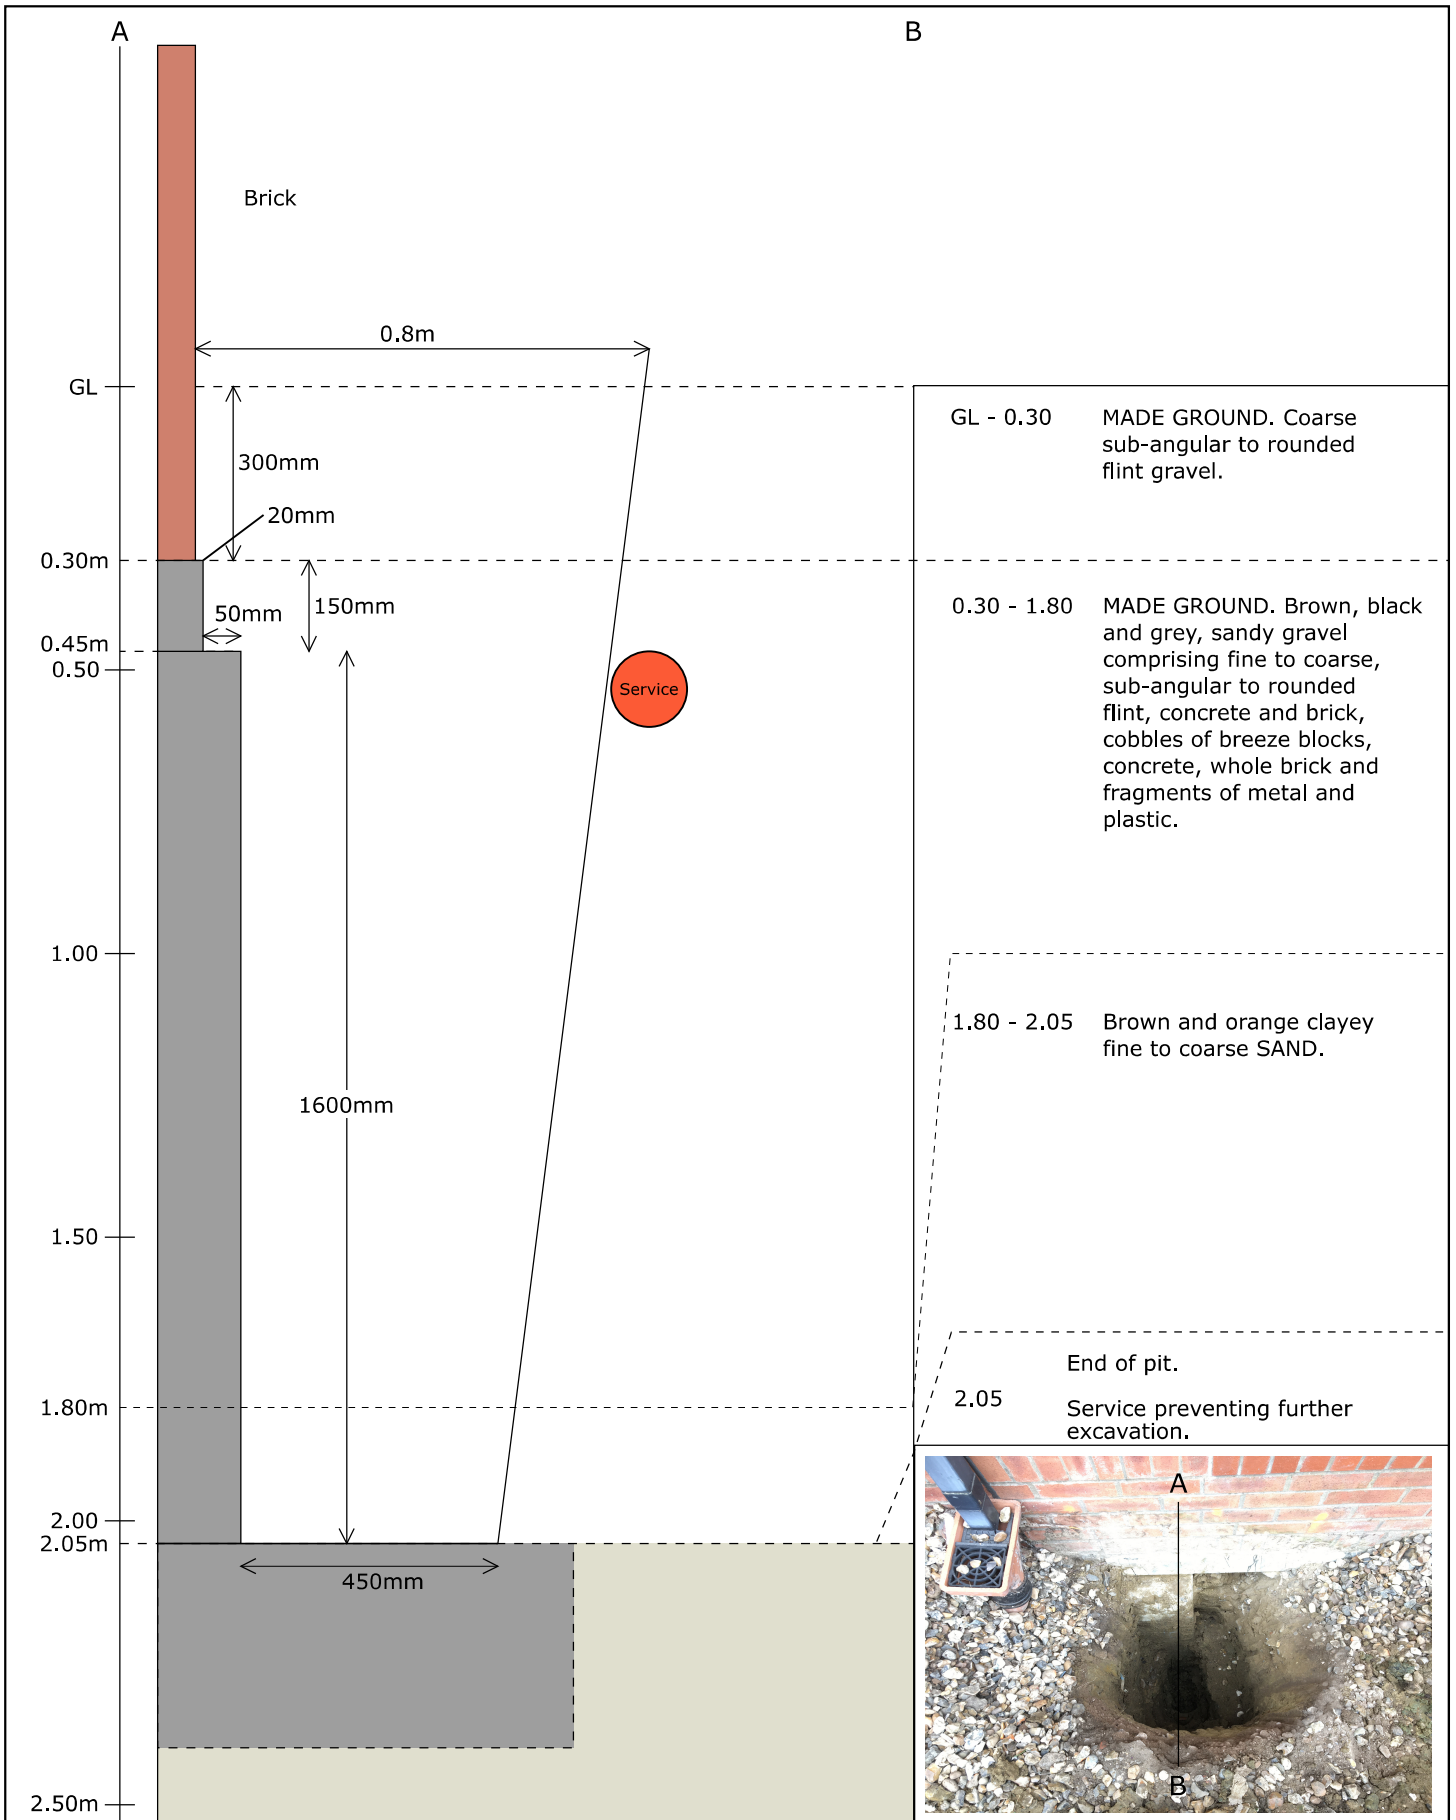 A
B
Brick
0.8m
GL
300mm
20mm
0.30m
50mm
150mm
0.45m
0.50
Service
1.00
1600mm
1.50
1.80m
2.00
2.05m
450mm
2.50m
GL - 0.30 MADE GROUND. Coarse
sub-angular to rounded
flint gravel.
0.30 - 1.80 MADE GROUND. Brown, black
and grey, sandy gravel
comprising fine to coarse,
sub-angular to rounded
flint, concrete and brick,
cobbles of breeze blocks,
concrete, whole brick and
fragments of metal and
plastic.
1.80 - 2.05 Brown and orange clayey
fine to coarse SAND.
End of pit.
2.05
Service preventing further
excavation.
A
B